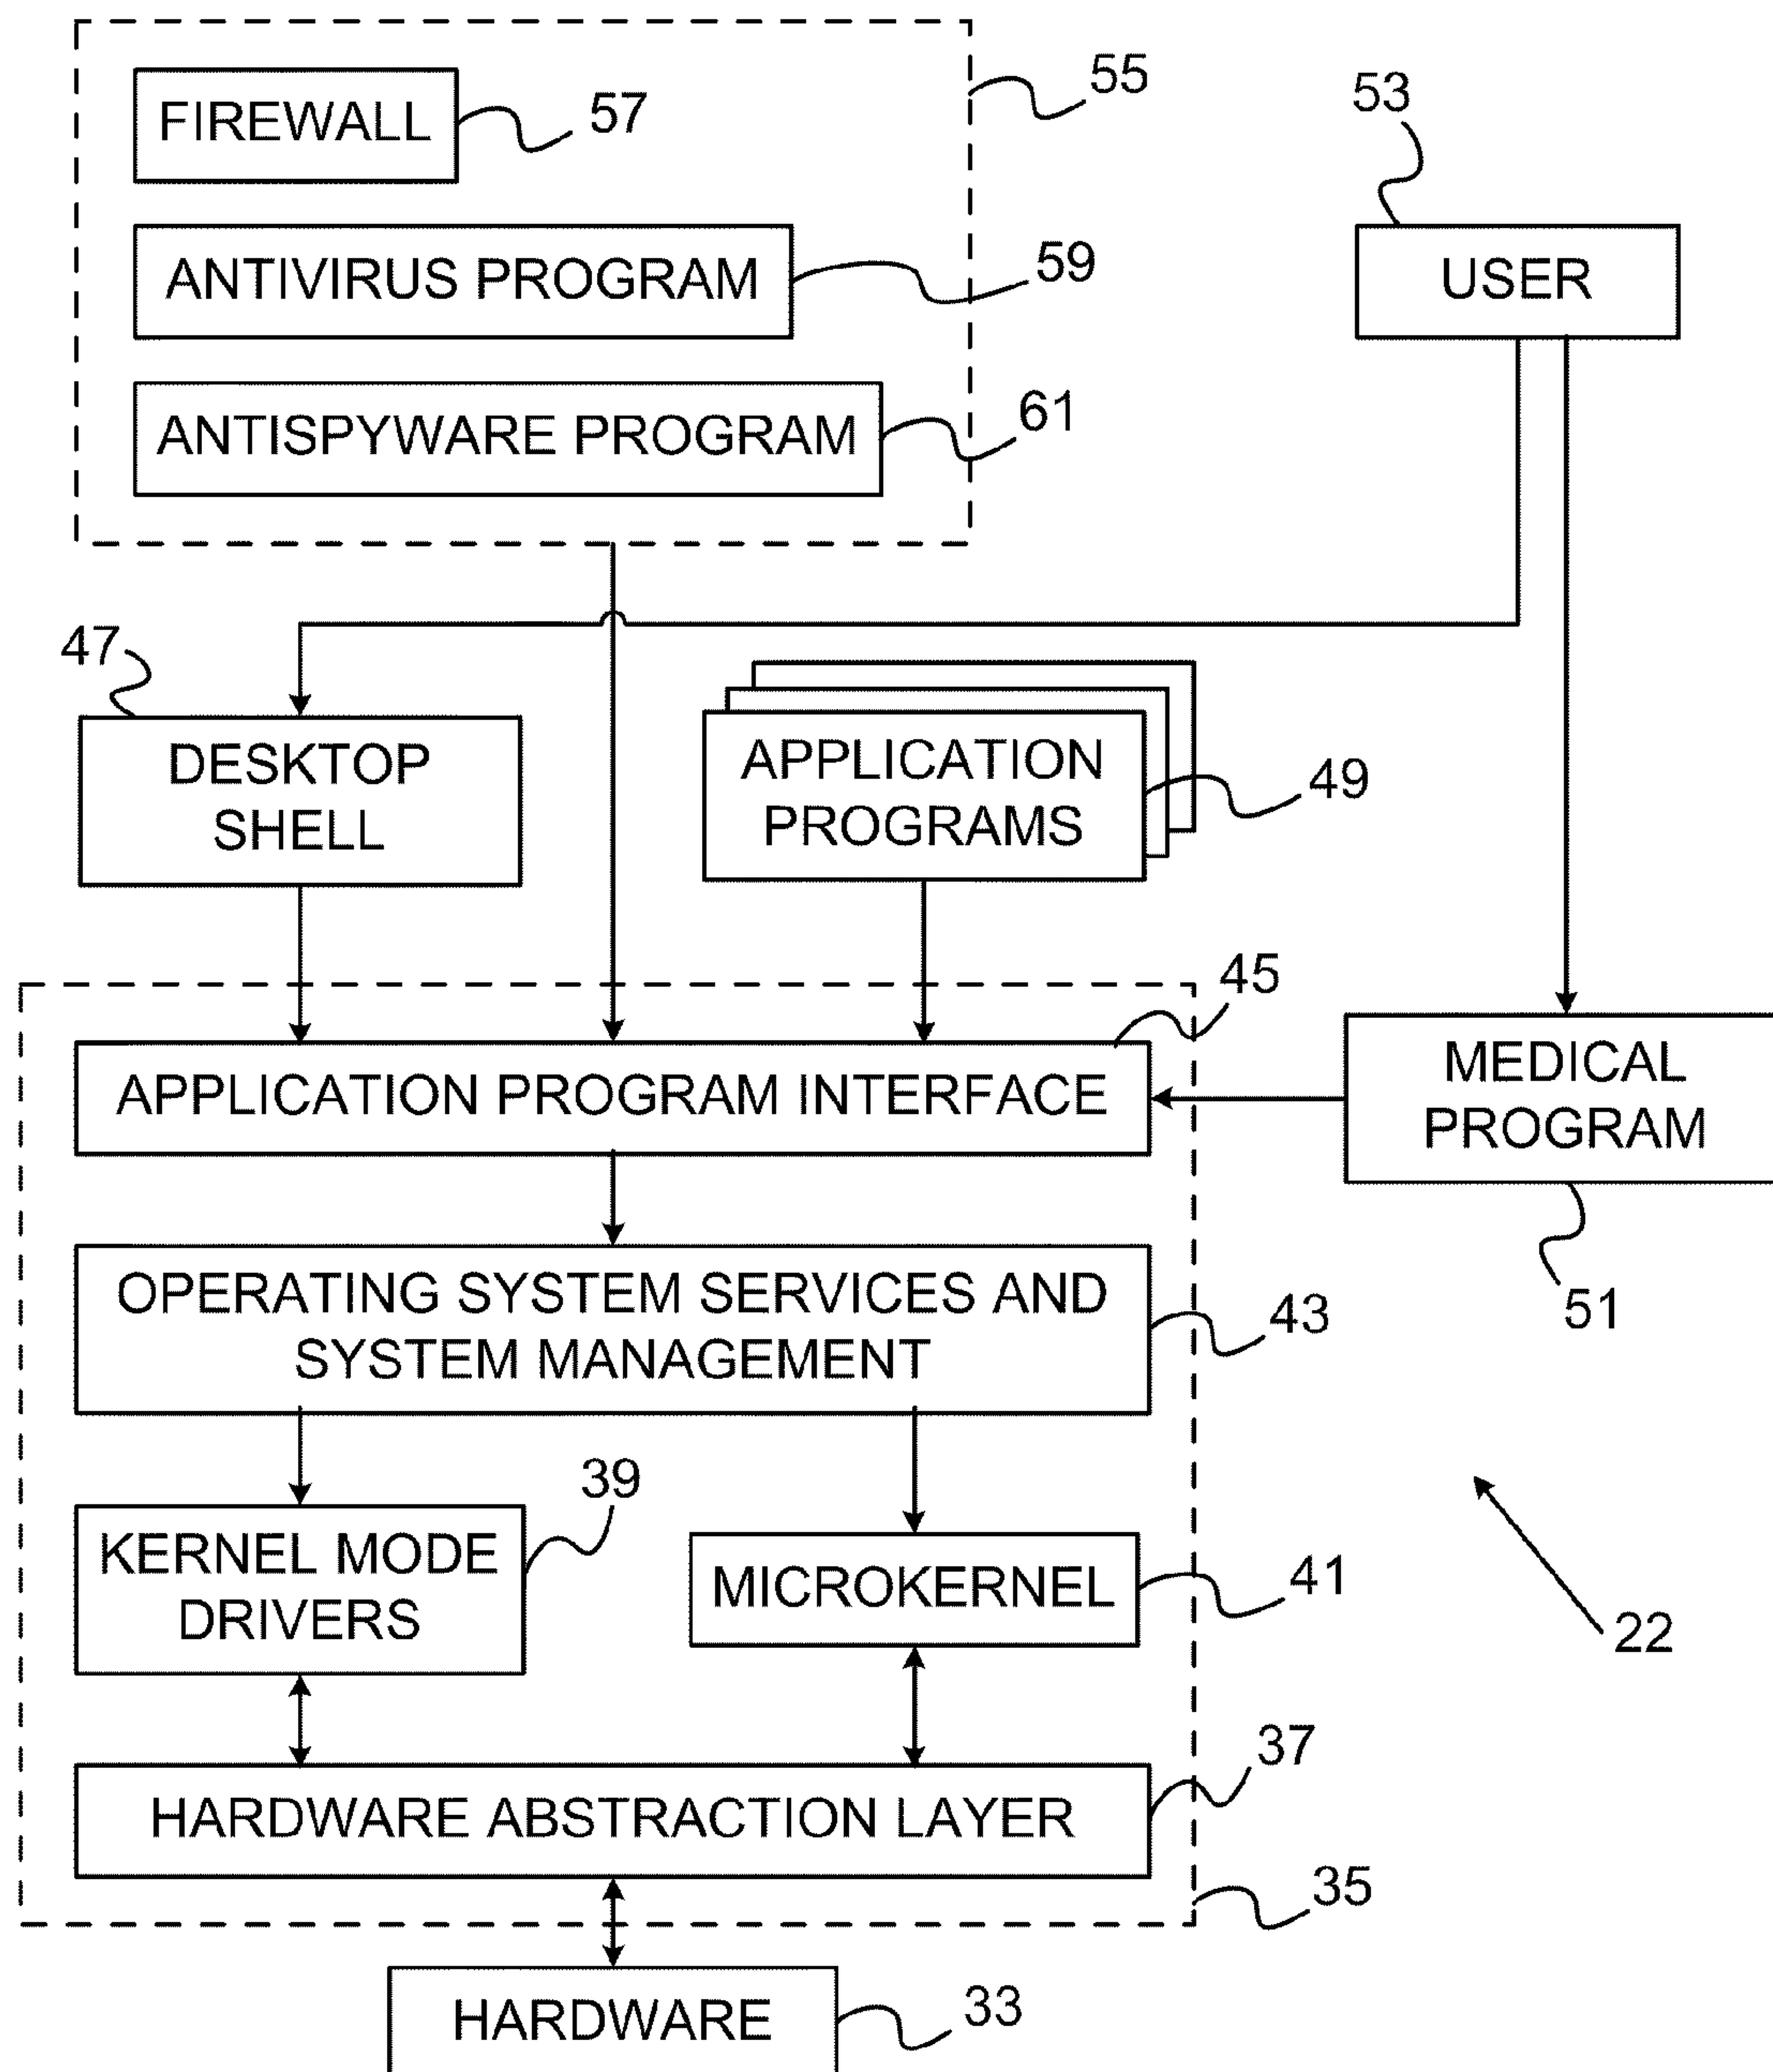 55
FIREWALL
57
53
ANTIVIRUS PROGRAM
59
USER
ANTISPYWARE PROGRAM
61
47
DESKTOP
SHELL
APPLICATION
PROGRAMS
49
45
APPLICATION PROGRAM INTERFACE
MEDICAL
PROGRAM
51
OPERATING SYSTEM SERVICES AND
SYSTEM MANAGEMENT
43
39
KERNEL MODE
DRIVERS
MICROKERNEL
41
22
37
HARDWARE ABSTRACTION LAYER
35
HARDWARE
33